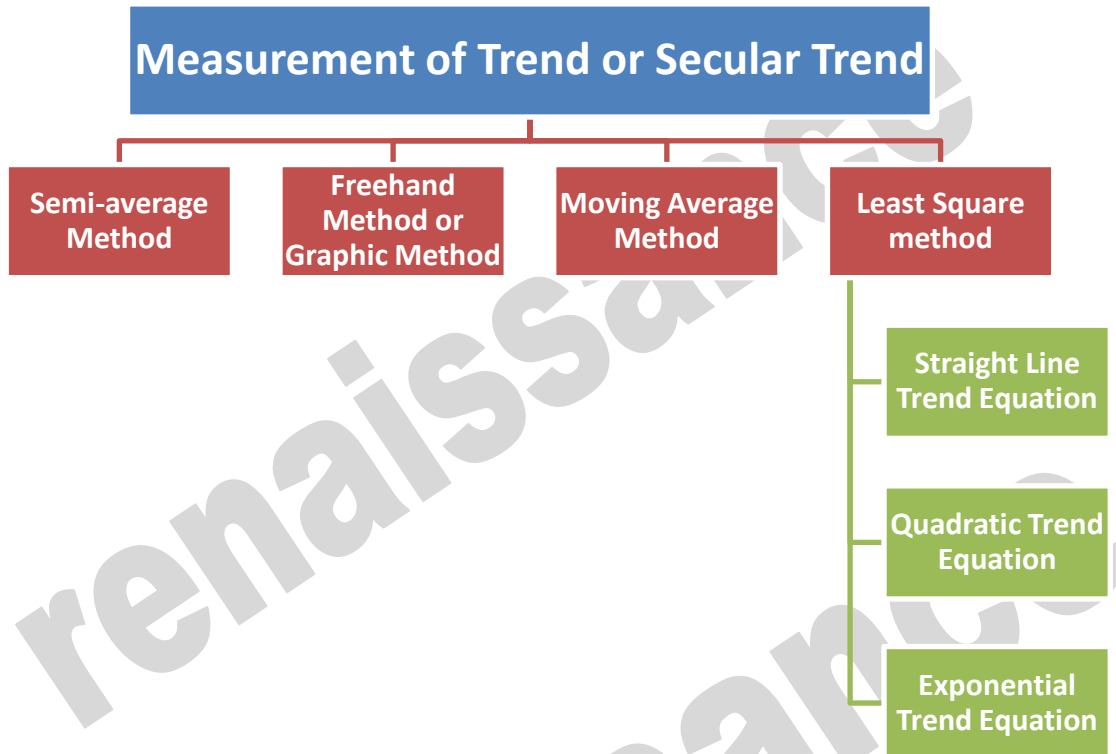 Measurement of Trend or Secular Trend
Semi-average
Method
Freehand
Method or
Graphic Method
Moving Average
Method
Least Square
method
Straight Line
Trend Equation
Quadratic Trend
Equation
Exponential
Trend Equation
renaissance